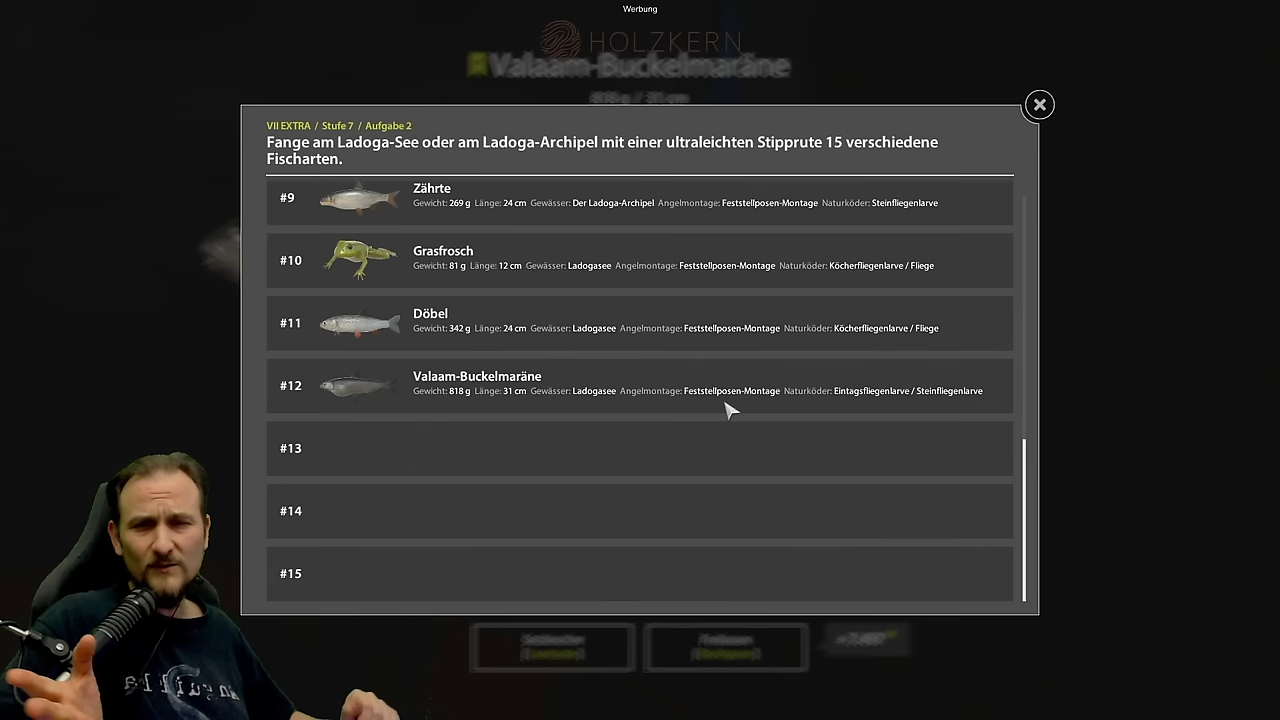 Werbung
HOLZKERN
Valaam-Buckelmaräne
818 g / 31 cm
VII EXTRA / Stufe 7 / Aufgabe 2
Fange am Ladoga-See oder am Ladoga-Archipel mit einer ultraleichten Stipprute 15 verschiedene
Fischarten.
#9
Zährte
Gewicht: 269 g Länge: 24 cm Gewässer: Der Ladoga-Archipel Angelmontage: Feststellposen-Montage Naturköder: Steinfliegenlarve
#10
Grasfrosch
Gewicht: 81 g Länge: 12 cm Gewässer: Ladogasee Angelmontage: Feststellposen-Montage Naturköder: Köcherfliegenlarve / Fliege
#11
Döbel
Gewicht: 342 g Länge: 24 cm Gewässer: Ladogasee Angelmontage: Feststellposen-Montage Naturköder: Köcherfliegenlarve / Fliege
#12
Valaam-Buckelmaräne
Gewicht: 818 g Länge: 31 cm Gewässer: Ladogasee Angelmontage: Feststellposen-Montage Naturköder: Eintagsfliegenlarve / Steinfliegenlarve
#13
#14
#15